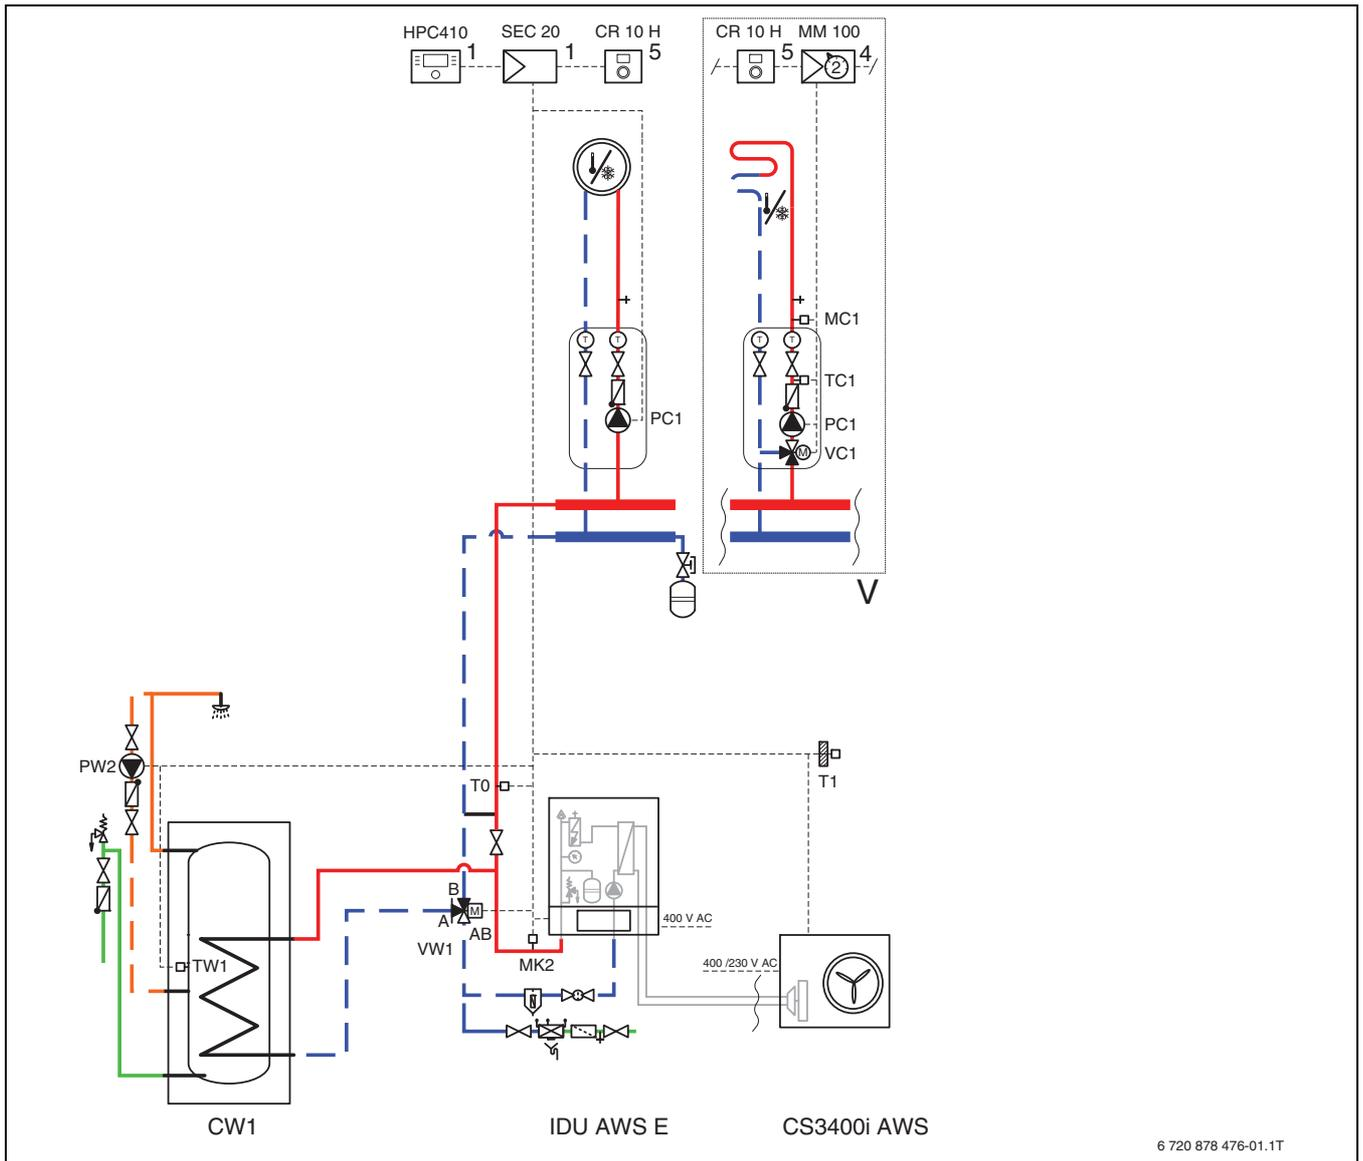 HPC410 SEC 20 CR 10 H CR 10 H MM 100
1 1 5 5 2 4
T T T T
MC1
TC1
PC1 PC1
M VC1
V
PW2
T0
T1
B
A M
AB
VW1
400 V AC
TW1
MK2
400 /230 V AC
CW1 IDU AWS E CS3400i AWS
6 720 878 476-01.1T